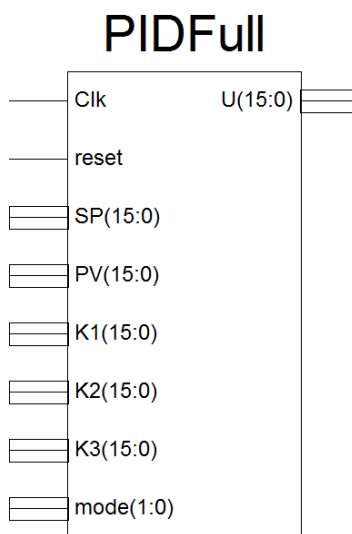 PIDFull
Clk U(15:0)
reset
SP(15:0)
PV(15:0)
K1(15:0)
K2(15:0)
K3(15:0)
mode(1:0)